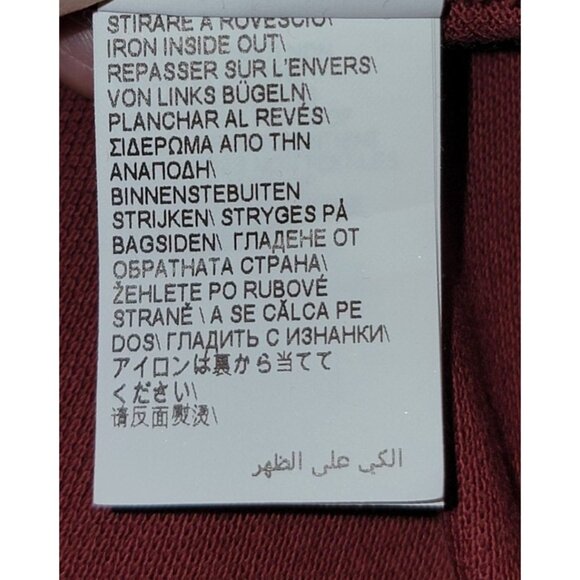 STIRARE A ROVESCIO\
IRON INSIDE OUT\
REPASSER SUR L'ENVERS\
VON LINKS BÜGELN\
PLANCHAR AL REVÉS\
ΣΙΔΕΡΩΜΑ ΑΠΟ ΤΗΝ
ΑΝΑΠΟΔΗ\
BINNENSTEBUITEN
STRIJKEN\ STRYGES PÅ
BAGSIDEN\ ГЛАДЕНЕ ОТ
ОБРАТНАТА СТРАНА\
ŽEHLETE PO RUBOVÉ
STRANĚ \ A SE CĂLCA PE
DOS\ ГЛАДИТЬ С ИЗНАНКИ\
アイロンは裏から当てて
ください\
请反面熨烫\
الكي على الظهر